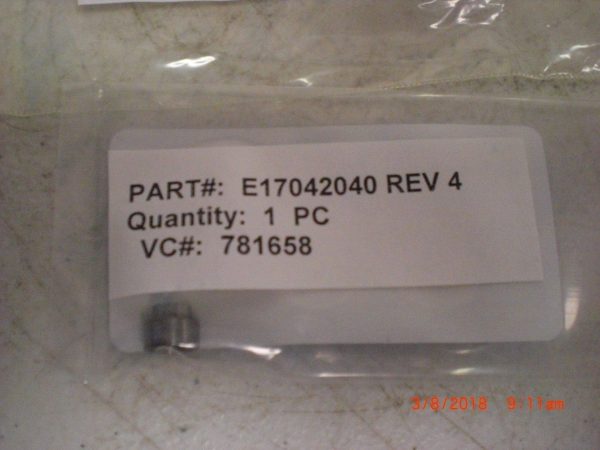 PART#: E17042040 REV 4
Quantity: 1 PC
VC#: 781658
3/8/2018 9:11am